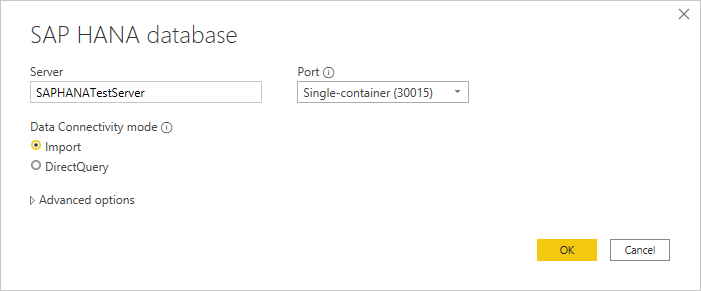 SAP HANA database
Server
Port
SAPHANATestServer
Single-container (30015)
Data Connectivity mode
Import
DirectQuery
Advanced options
OK
Cancel